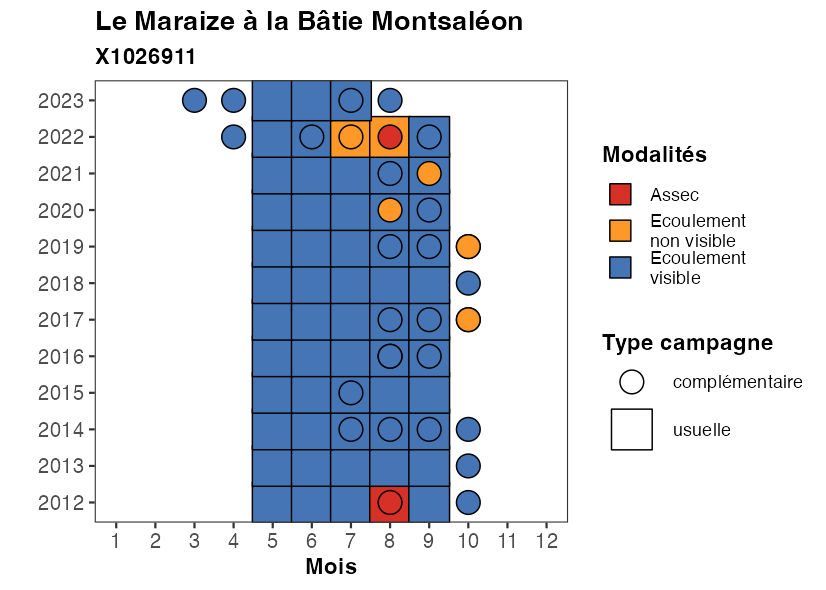 Le Maraize à la Bâtie Montsaléon
X1026911
2023
2022
2021
2020
2019
2018
2017
2016
2015
2014
2013
2012
1 2 3 4 5 6 7 8 9 10 11 12
Mois
Modalités
Assec
Ecoulement
non visible
Ecoulement
visible
Type campagne
complémentaire
usuelle